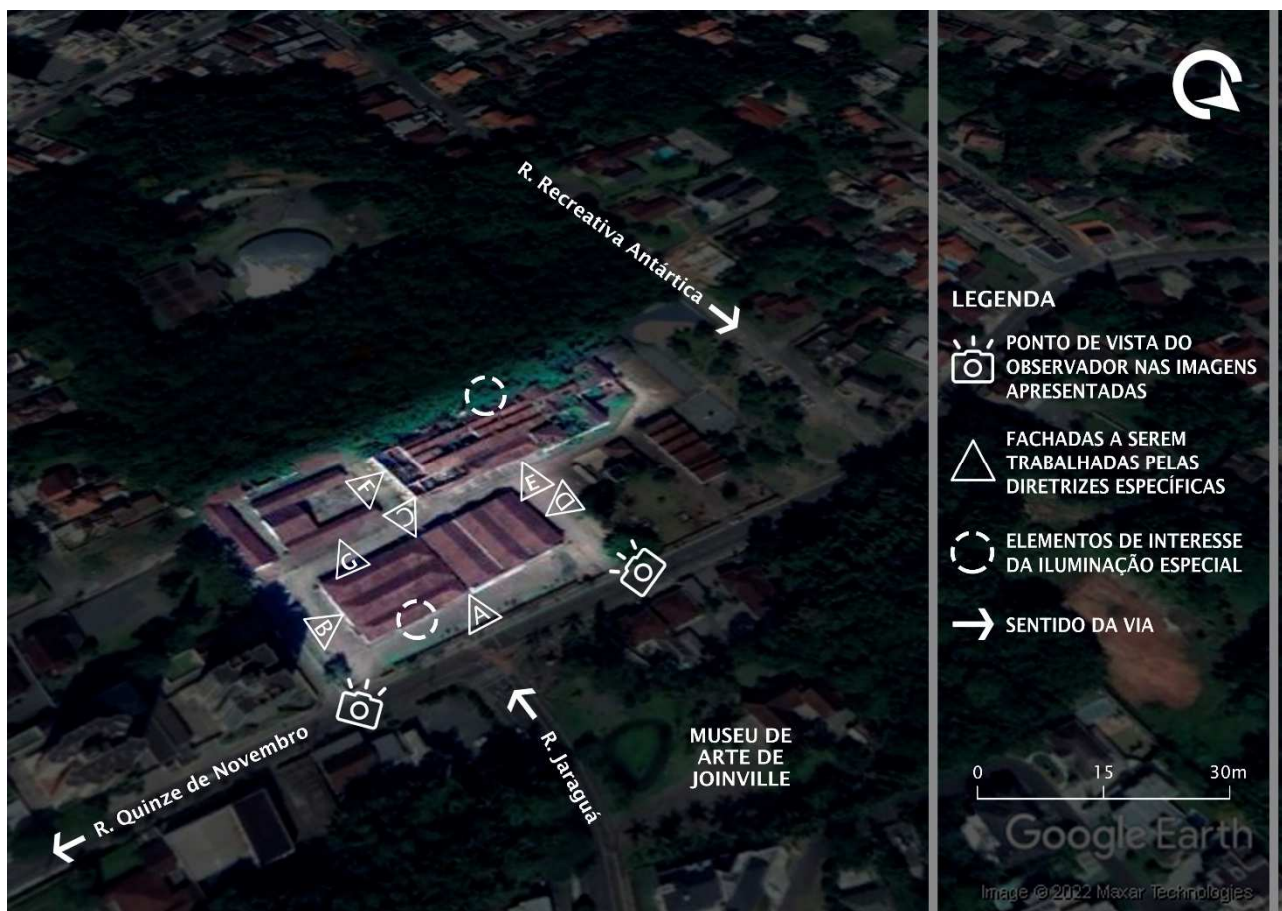 R. Recreativa Antártica
F
C
E
D
G
B
A
R. Quinze de Novembro
R. Jaraguá
MUSEU DE
ARTE DE
JOINVILLE
LEGENDA
PONTO DE VISTA DO
OBSERVADOR NAS IMAGENS
APRESENTADAS
FACHADAS A SEREM
TRABALHADAS PELAS
DIRETRIZES ESPECÍFICAS
ELEMENTOS DE INTERESSE
DA ILUMINAÇÃO ESPECIAL
SENTIDO DA VIA
0 15 30m
Google Earth
Image © 2022 Maxar Technologies